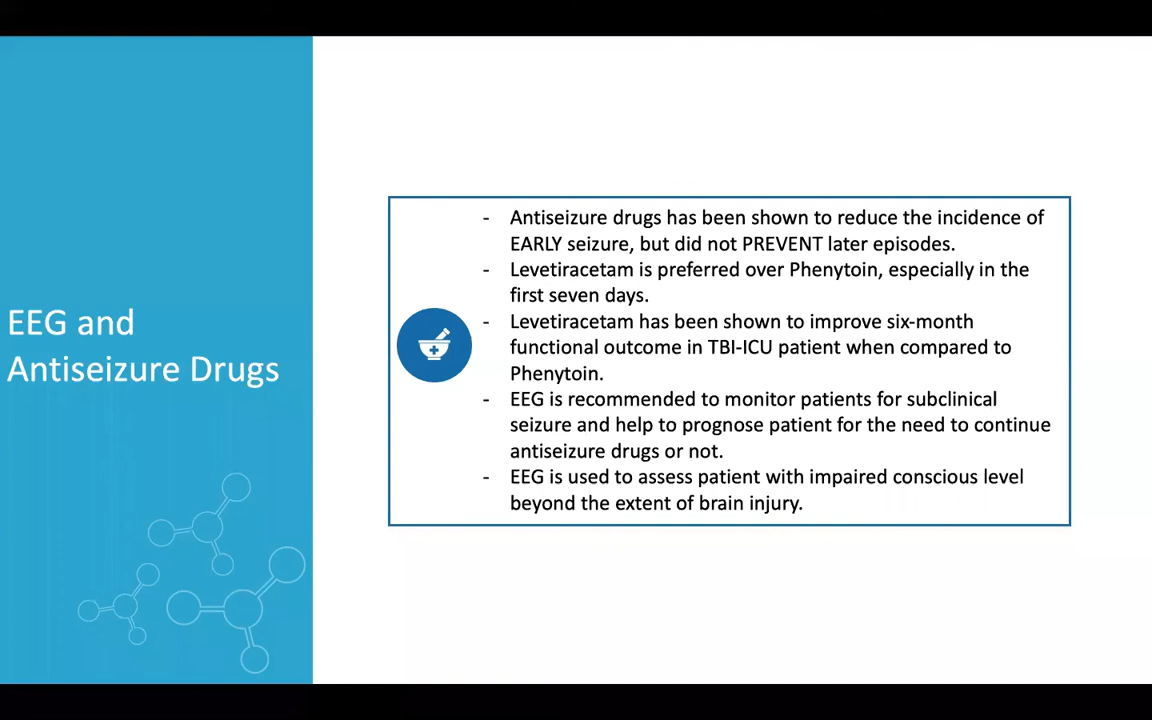 EEG and
Antiseizure Drugs
- Antiseizure drugs has been shown to reduce the incidence of
EARLY seizure, but did not PREVENT later episodes.
- Levetiracetam is preferred over Phenytoin, especially in the
first seven days.
- Levetiracetam has been shown to improve six-month
functional outcome in TBI-ICU patient when compared to
Phenytoin.
- EEG is recommended to monitor patients for subclinical
seizure and help to prognose patient for the need to continue
antiseizure drugs or not.
- EEG is used to assess patient with impaired conscious level
beyond the extent of brain injury.